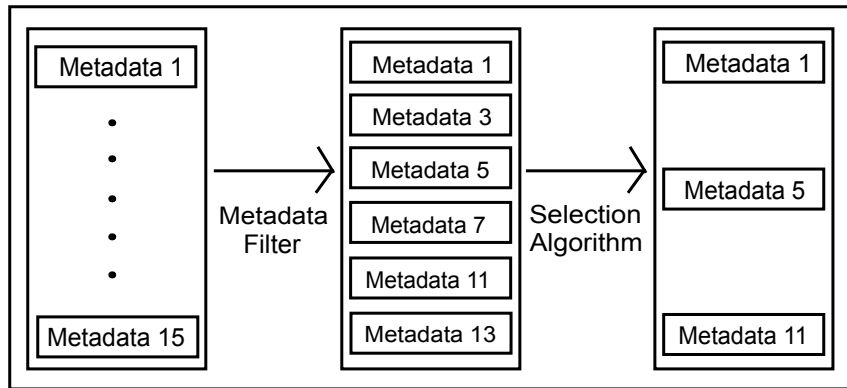 Metadata 1
Metadata 15
Metadata
Filter
Metadata 1
Metadata 3
Metadata 5
Metadata 7
Metadata 11
Metadata 13
Selection
Algorithm
Metadata 1
Metadata 5
Metadata 11